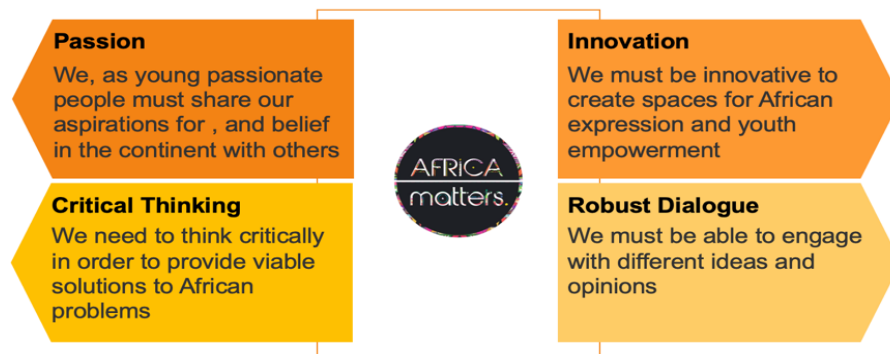 Passion
We, as young passionate
people must share our
aspirations for , and belief
in the continent with others
Innovation
We must be innovative to
create spaces for African
expression and youth
empowerment
AFRICA
matters.
Critical Thinking
We need to think critically
in order to provide viable
solutions to African
problems
Robust Dialogue
We must be able to engage
with different ideas and
opinions